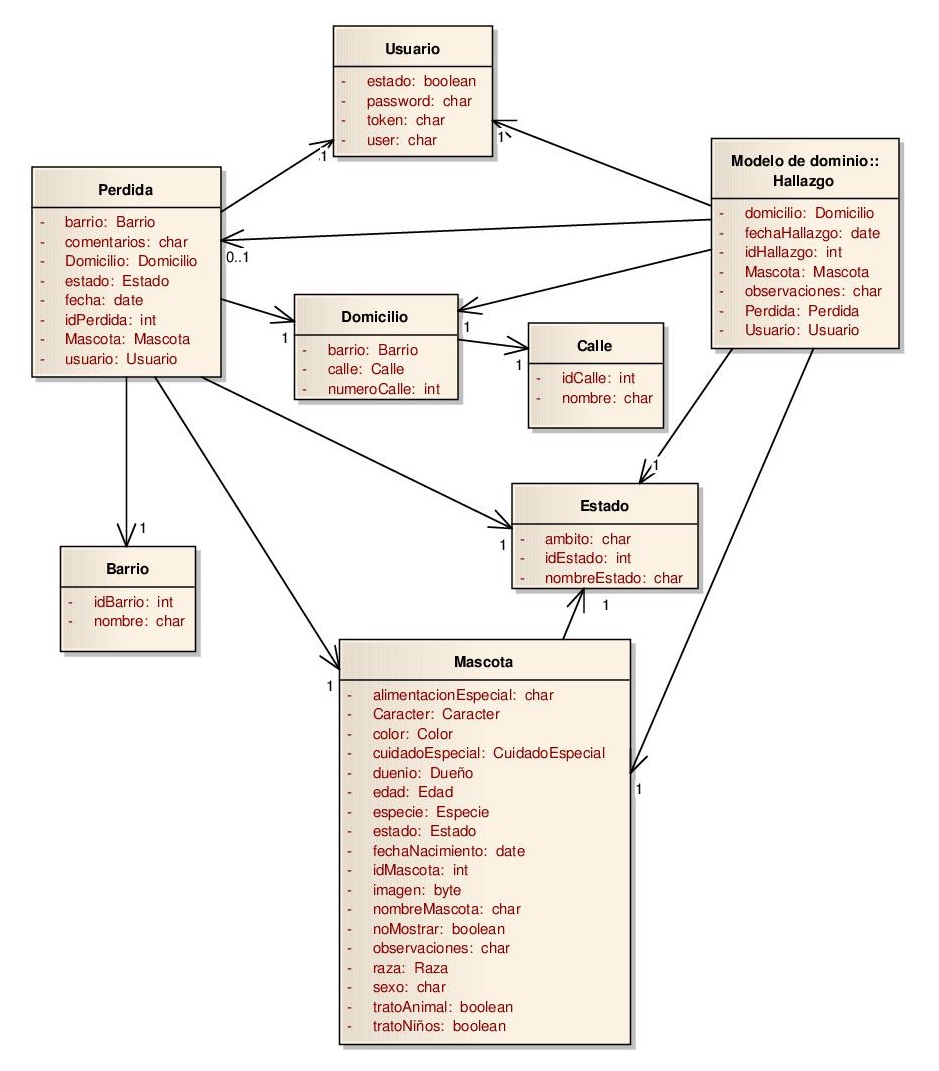 Usuario
- estado: boolean
- password: char
- token: char
- user: char
1
1
Modelo de dominio::
Hallazgo
- domicilio: Domicilio
- fechaHallazgo: date
- idHallazgo: int
- Mascota: Mascota
- observaciones: char
- Perdida: Perdida
- Usuario: Usuario
Perdida
- barrio: Barrio
- comentarios: char
- Domicilio: Domicilio
- estado: Estado
- fecha: date
- idPerdida: int
- Mascota: Mascota
- usuario: Usuario
0..1
Domicilio
- barrio: Barrio
- calle: Calle
- numeroCalle: int
1
1
Calle
- idCalle: int
- nombre: char
1
1
Estado
- ambito: char
- idEstado: int
- nombreEstado: char
1
1
1
Barrio
- idBarrio: int
- nombre: char
Mascota
- alimentacionEspecial: char
- Caracter: Caracter
- color: Color
- cuidadoEspecial: CuidadoEspecial
- duenio: Dueño
- edad: Edad
- especie: Especie
- estado: Estado
- fechaNacimiento: date
- idMascota: int
- imagen: byte
- nombreMascota: char
- noMostrar: boolean
- observaciones: char
- raza: Raza
- sexo: char
- tratoAnimal: boolean
- tratoNiños: boolean
1
1